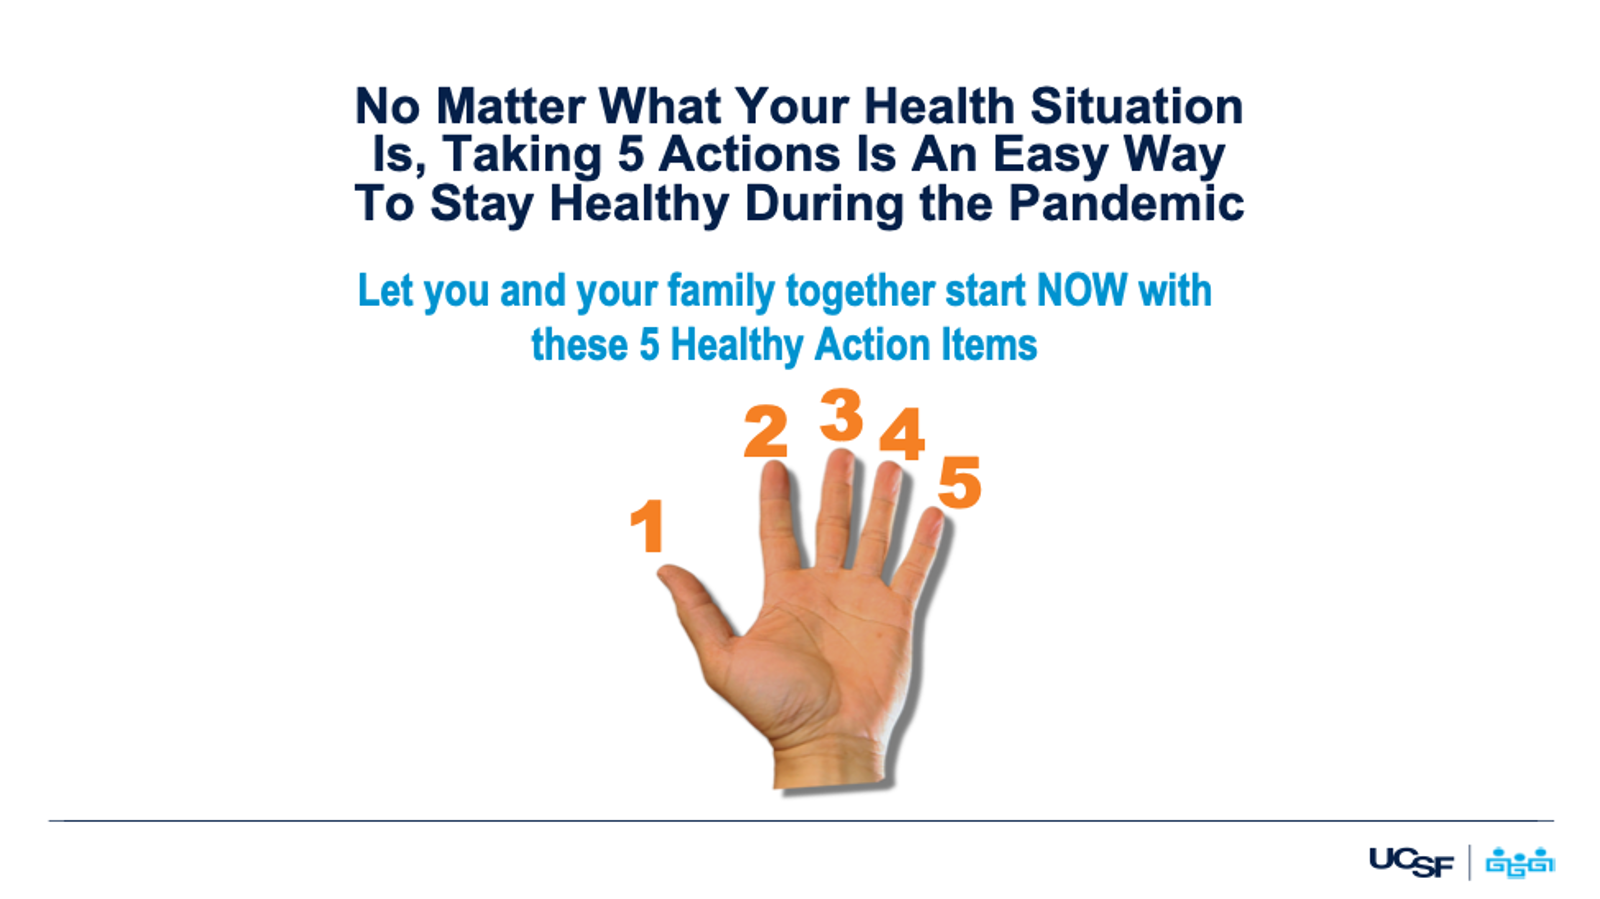 No Matter What Your Health Situation
Is, Taking 5 Actions Is An Easy Way
To Stay Healthy During the Pandemic
Let you and your family together start NOW with
these 5 Healthy Action Items
1
2
3
4
5
UCSF